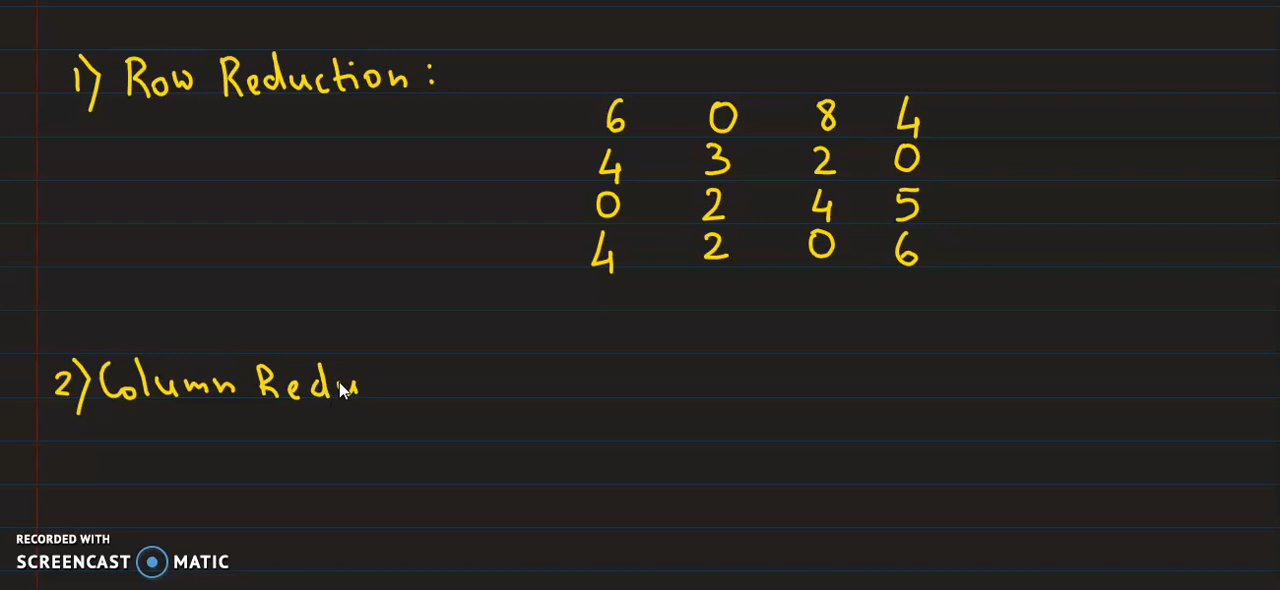 1) Row Reduction:
6 0 8 4
4 3 2 0
0 2 4 5
4 2 0 6
2) Column Redu
RECORDED WITH
SCREENCAST MATIC